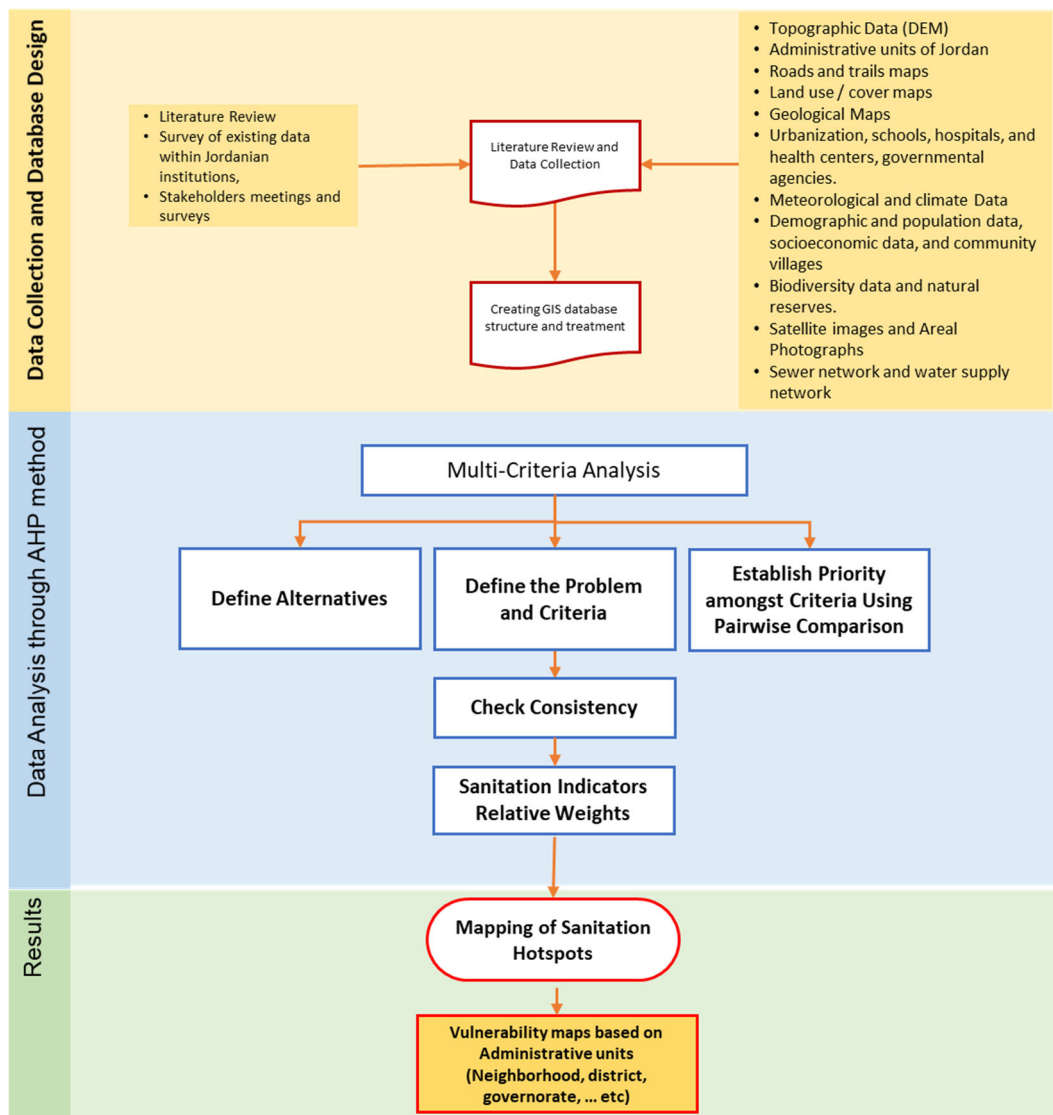 Data Collection and Database Design
• Literature Review
• Survey of existing data
within Jordanian
institutions,
• Stakeholders meetings and
surveys
Literature Review and
Data Collection
Creating GIS database
structure and treatment
• Topographic Data (DEM)
• Administrative units of Jordan
• Roads and trails maps
• Land use / cover maps
• Geological Maps
• Urbanization, schools, hospitals, and
health centers, governmental
agencies.
• Meteorological and climate Data
• Demographic and population data,
socioeconomic data, and community
villages
• Biodiversity data and natural
reserves.
• Satellite images and Areal
Photographs
• Sewer network and water supply
network
Data Analysis through AHP method
Multi-Criteria Analysis
Define Alternatives
Define the Problem
and Criteria
Establish Priority
amongst Criteria Using
Pairwise Comparison
Check Consistency
Sanitation Indicators
Relative Weights
Results
Mapping of Sanitation
Hotspots
Vulnerability maps based on
Administrative units
(Neighborhood, district,
governorate, ... etc)